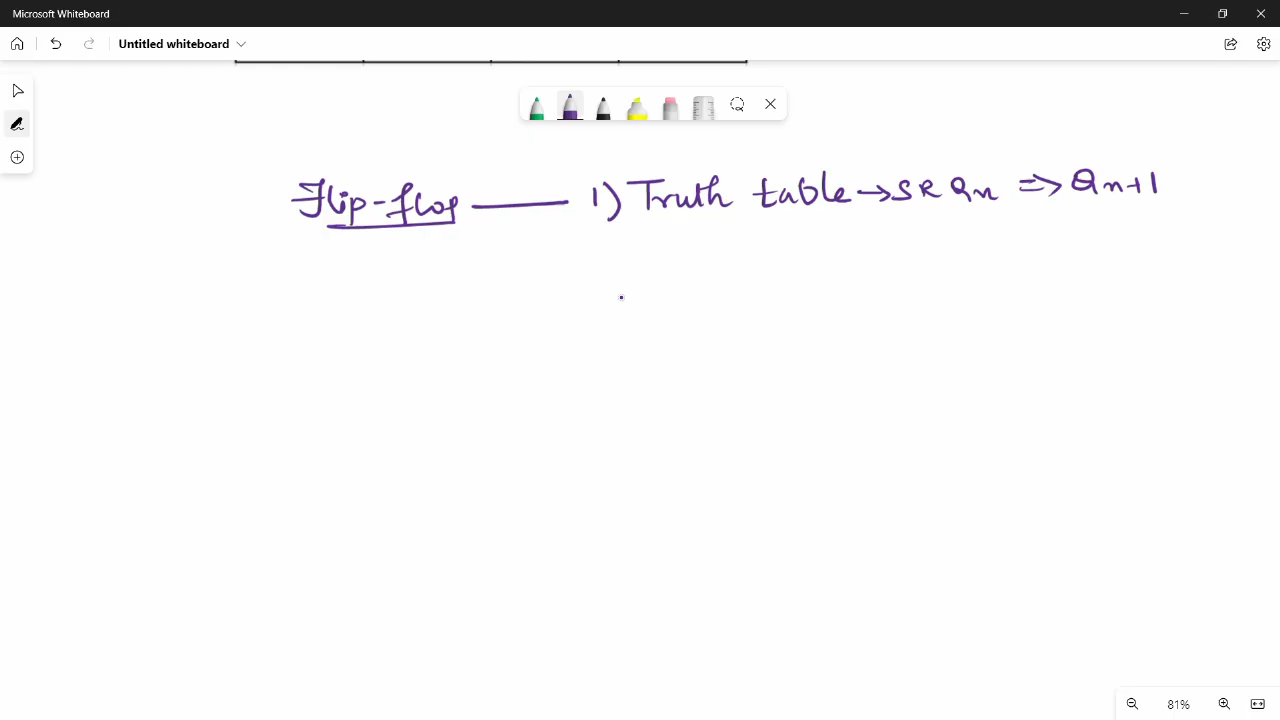 Microsoft Whiteboard
Untitled whiteboard
Flip-flop —— 1) Truth table → S R Qn ⇒ Qn+1
81%